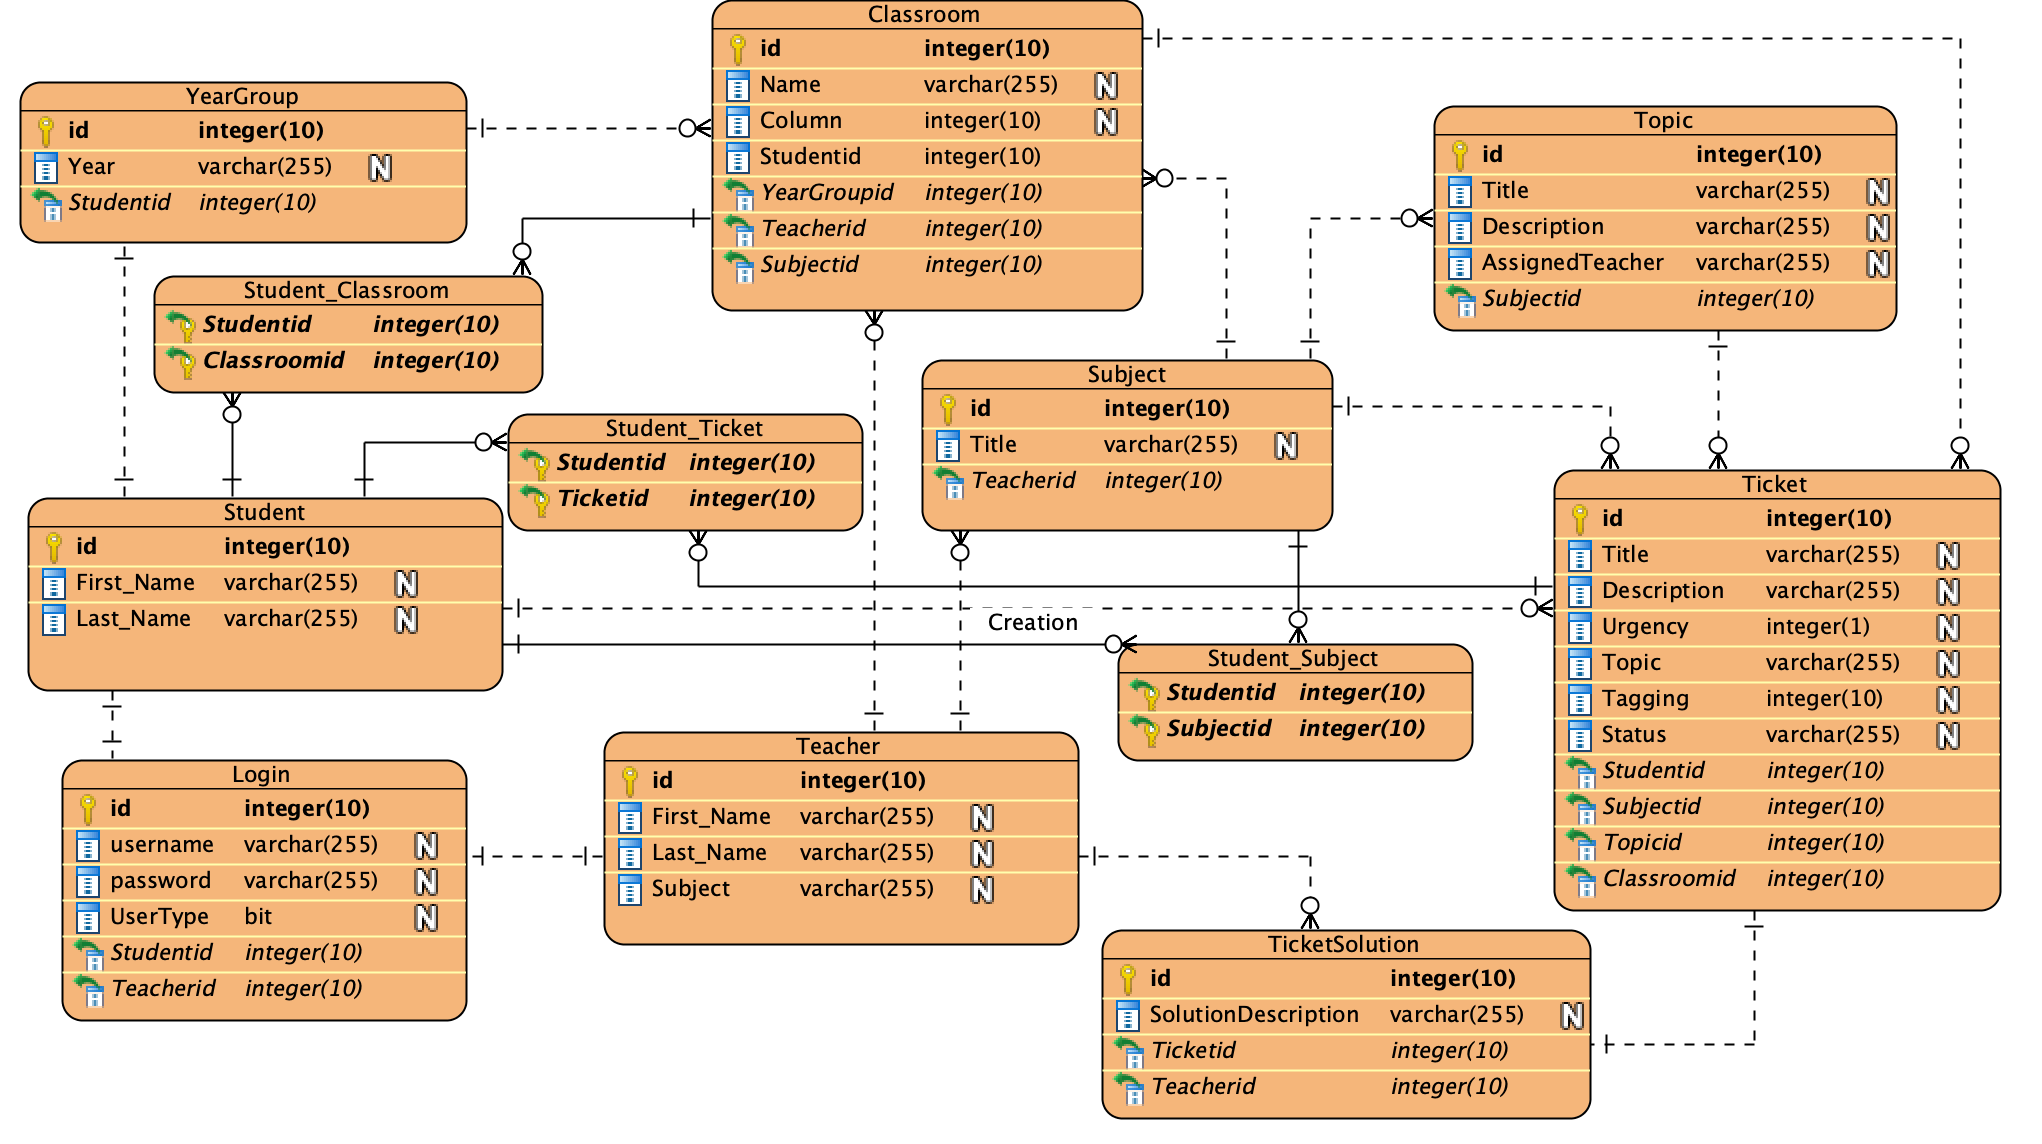 Classroom
id integer(10)
Name varchar(255) N
Column integer(10) N
Studentid integer(10)
YearGroupid integer(10)
Teacherid integer(10)
Subjectid integer(10)
YearGroup
id integer(10)
Year varchar(255) N
Studentid integer(10)
Topic
id integer(10)
Title varchar(255) N
Description varchar(255) N
AssignedTeacher varchar(255) N
Subjectid integer(10)
Student_Classroom
Studentid integer(10)
Classroomid integer(10)
Subject
id integer(10)
Title varchar(255) N
Teacherid integer(10)
Student_Ticket
Studentid integer(10)
Ticketid integer(10)
Ticket
id integer(10)
Title varchar(255) N
Description varchar(255) N
Urgency integer(1) N
Topic varchar(255) N
Tagging integer(10) N
Status varchar(255) N
Studentid integer(10)
Subjectid integer(10)
Topicid integer(10)
Classroomid integer(10)
Student
id integer(10)
First_Name varchar(255) N
Last_Name varchar(255) N
Creation
Student_Subject
Studentid integer(10)
Subjectid integer(10)
Teacher
id integer(10)
First_Name varchar(255) N
Last_Name varchar(255) N
Subject varchar(255) N
Login
id integer(10)
username varchar(255) N
password varchar(255) N
UserType bit N
Studentid integer(10)
Teacherid integer(10)
TicketSolution
id integer(10)
SolutionDescription varchar(255) N
Ticketid integer(10)
Teacherid integer(10)